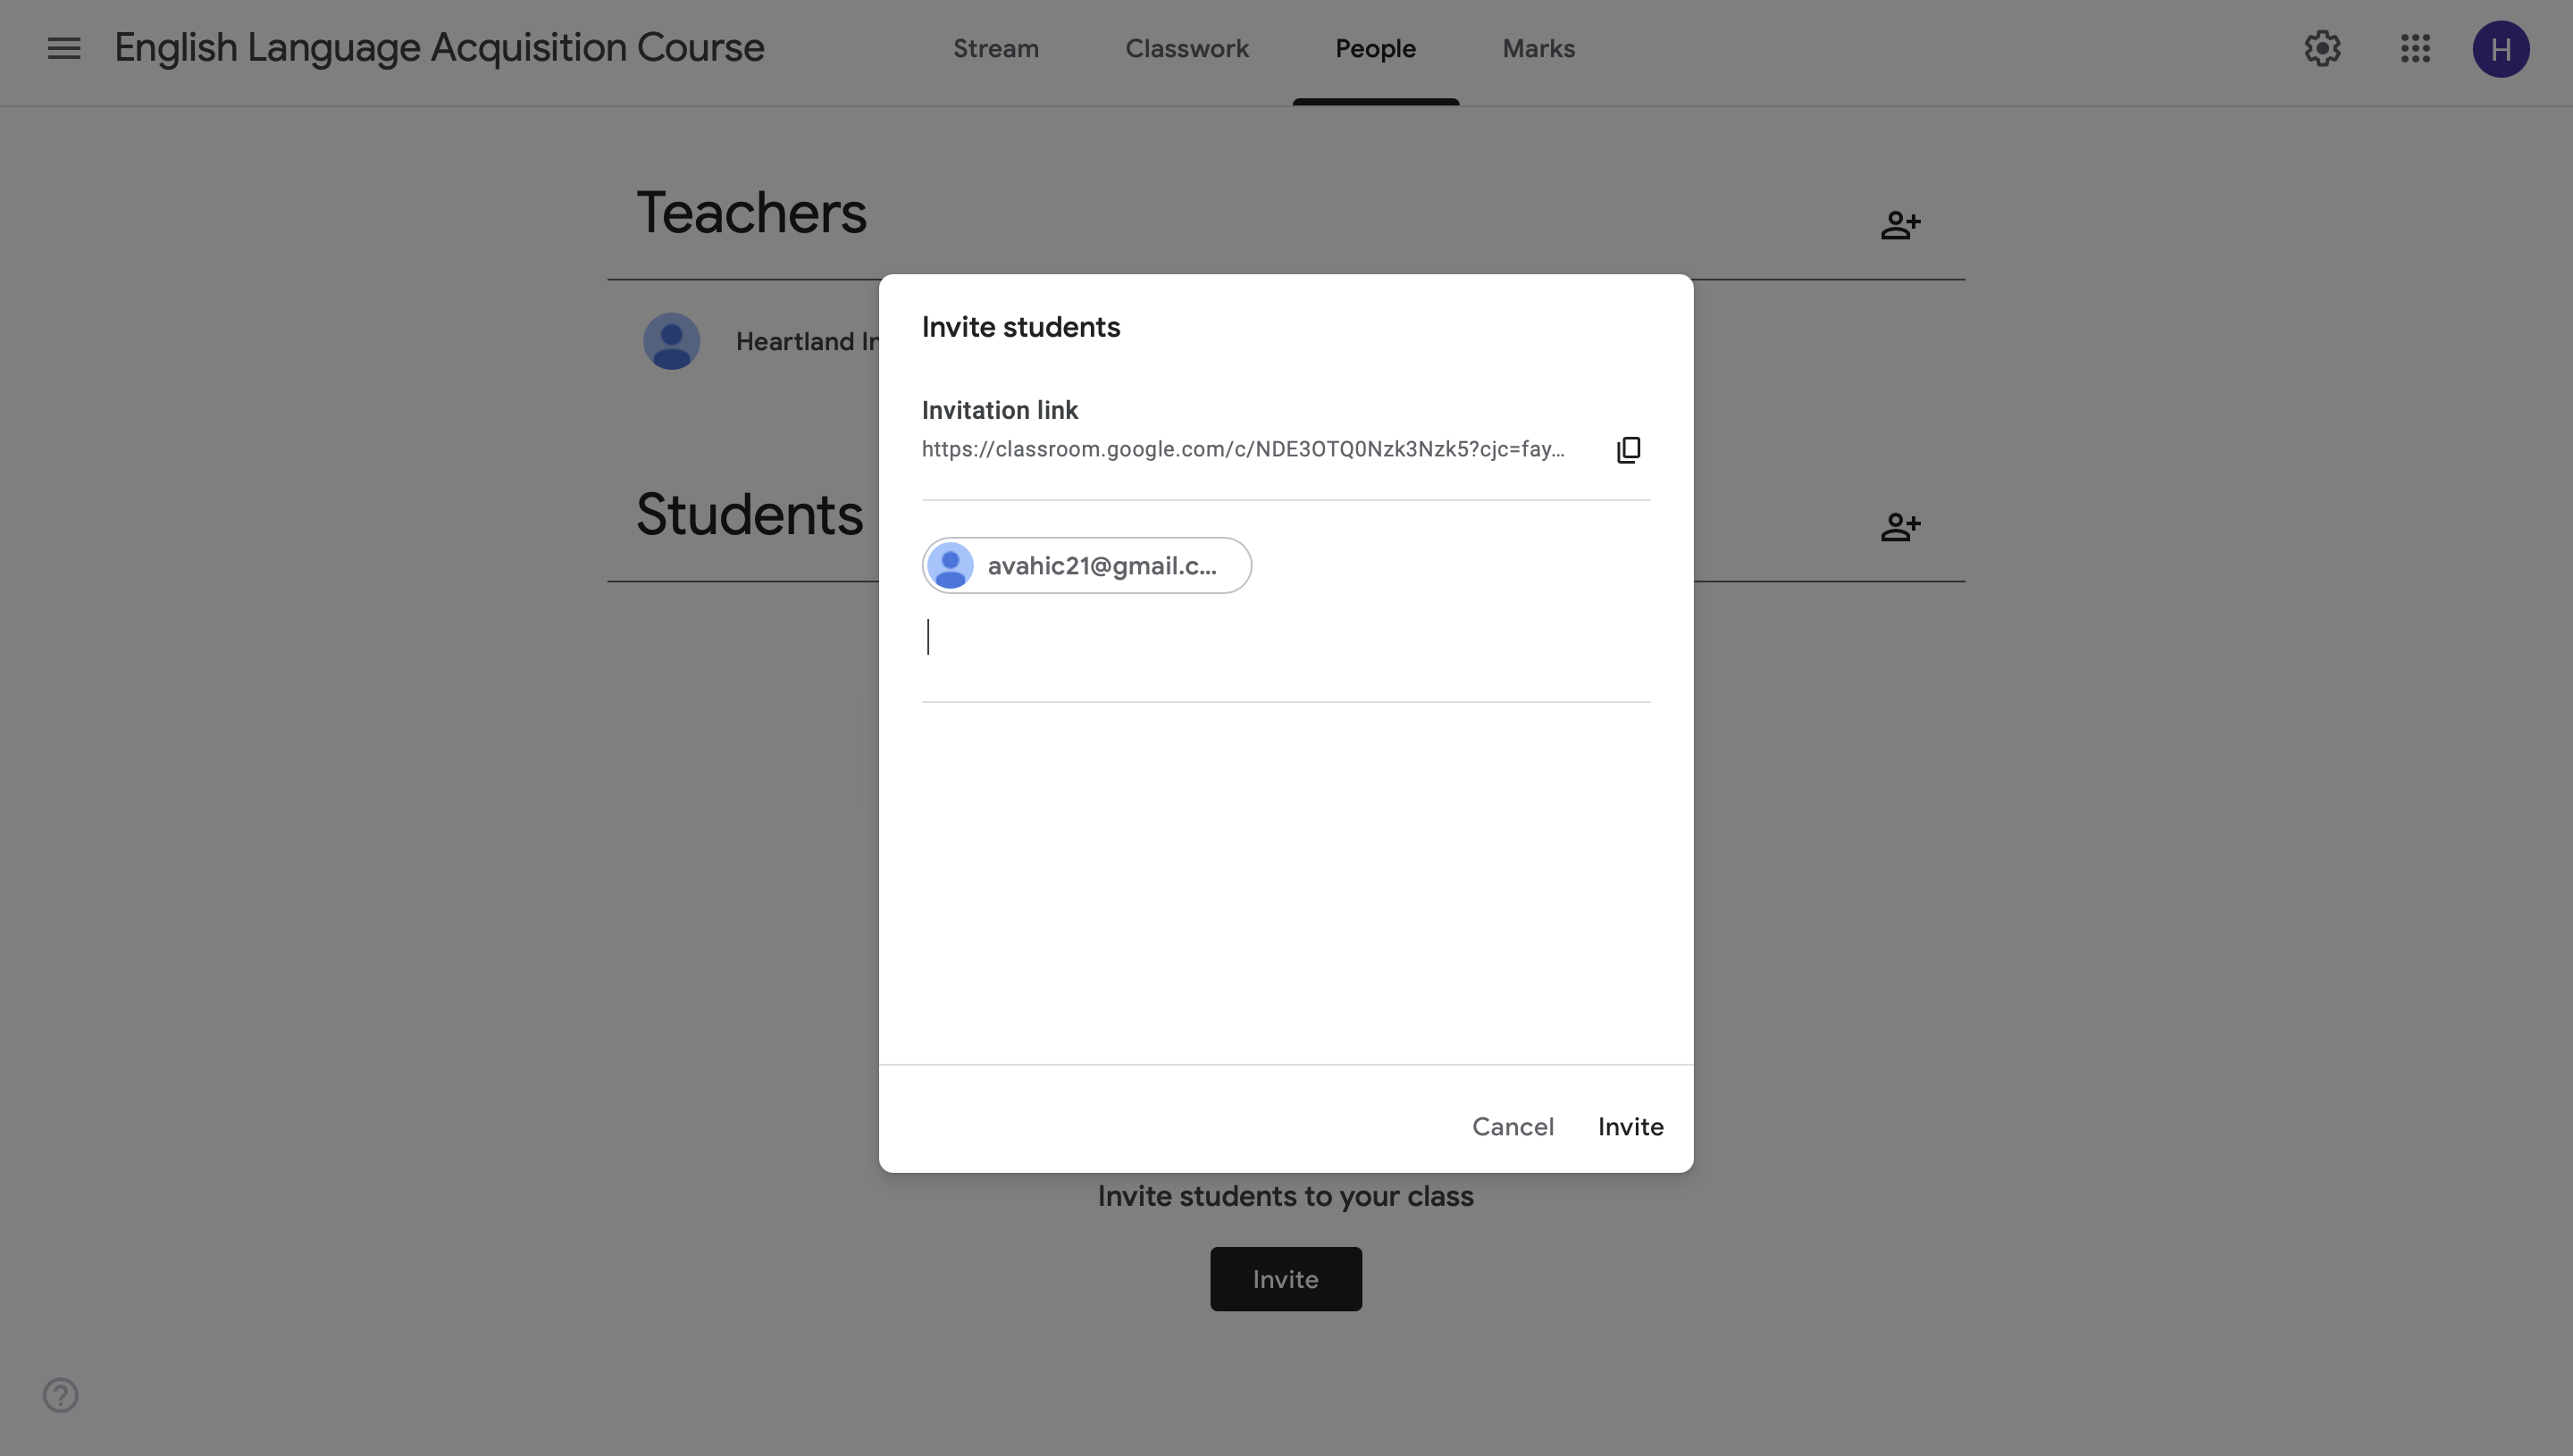 English Language Acquisition Course
Stream
Classwork
People
Marks
H
Teachers
Heartland
Invite students
Invitation link
https://classroom.google.com/c/NDE3OTQ0Nzk3Nzk5?cjc=fay...
Students
avahic21@gmail.c...
Cancel
Invite
Invite students to your class
Invite